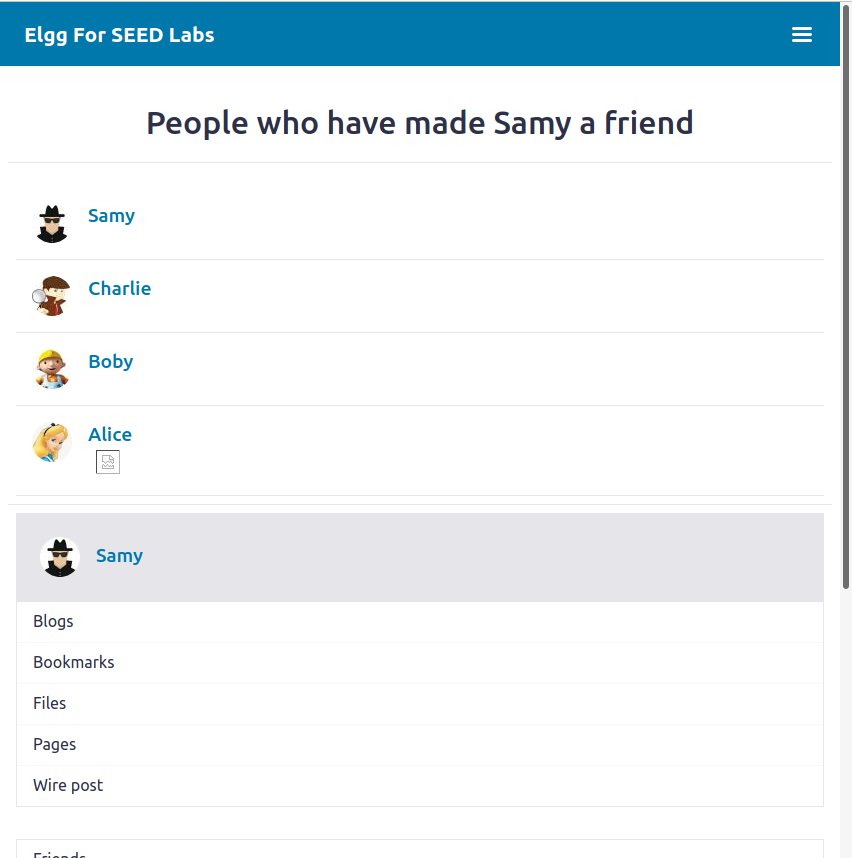 Elgg For SEED Labs
People who have made Samy a friend
Samy
Charlie
Boby
Alice
Samy
Blogs
Bookmarks
Files
Pages
Wire post
Friends